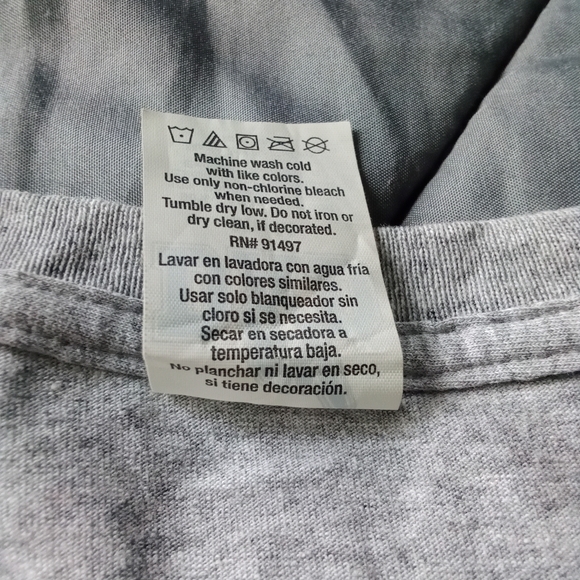 Machine wash cold
with like colors.
Use only non-chlorine bleach
when needed.
Tumble dry low. Do not iron or
dry clean, if decorated.
RN# 91497
Lavar en lavadora con agua fría
con colores similares.
Usar solo blanqueador sin
cloro si se necesita.
Secar en secadora a
temperatura baja.
No planchar ni lavar en seco,
si tiene decoración.